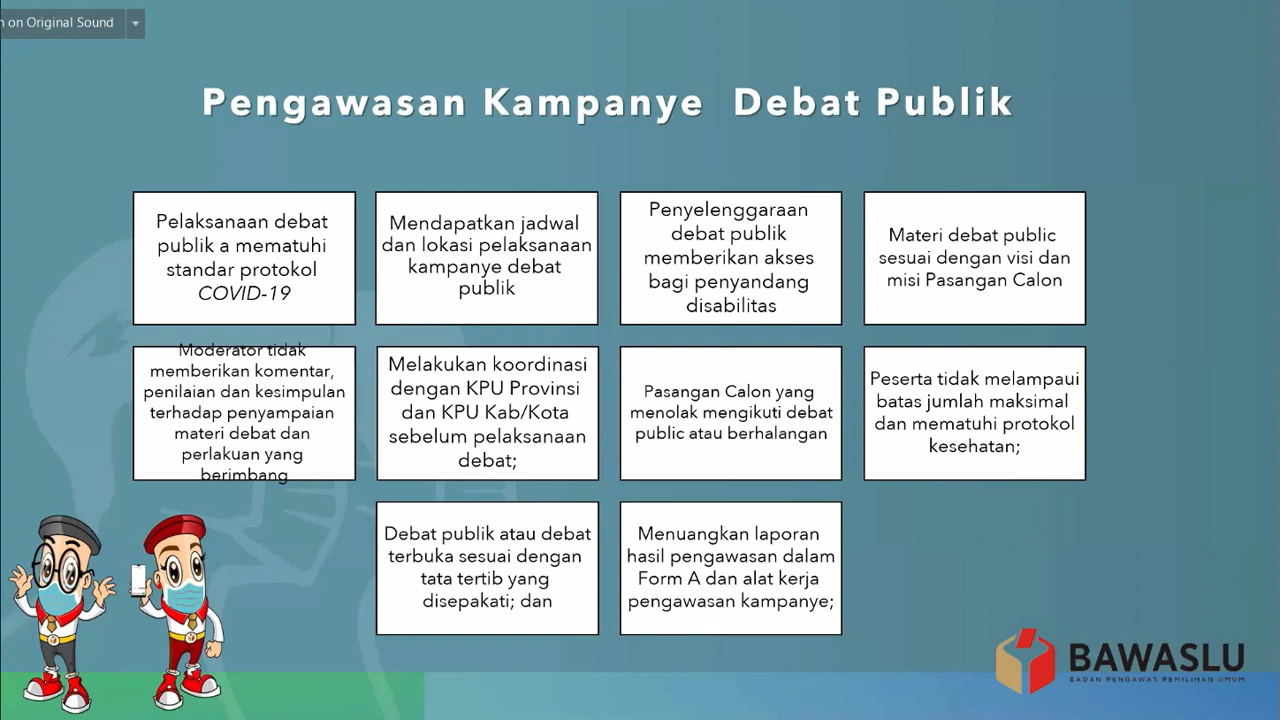 n on Original Sound
Pengawasan Kampanye Debat Publik
Pelaksanaan debat
publik a mematuhi
standar protokol
COVID-19
Mendapatkan jadwal
dan lokasi pelaksanaan
kampanye debat
publik
Penyelenggaraan
debat publik
memberikan akses
bagi penyandang
disabilitas
Materi debat public
sesuai dengan visi dan
misi Pasangan Calon
Moderator tidak
memberikan komentar,
penilaian dan kesimpulan
terhadap penyampaian
materi debat dan
perlakuan yang
berimbang
Melakukan koordinasi
dengan KPU Provinsi
dan KPU Kab/Kota
sebelum pelaksanaan
debat;
Pasangan Calon yang
menolak mengikuti debat
public atau berhalangan
Peserta tidak melampaui
batas jumlah maksimal
dan mematuhi protokol
kesehatan;
Debat publik atau debat
terbuka sesuai dengan
tata tertib yang
disepakati; dan
Menuangkan laporan
hasil pengawasan dalam
Form A dan alat kerja
pengawasan kampanye;
BAWASLU
BADAN PENGAWAS PEMILIHAN UMUM